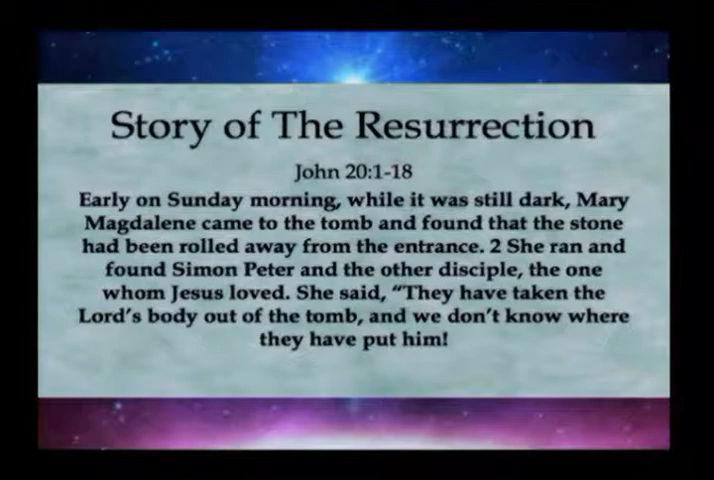 Story of The Resurrection
John 20:1-18
Early on Sunday morning, while it was still dark, Mary
Magdalene came to the tomb and found that the stone
had been rolled away from the entrance. 2 She ran and
found Simon Peter and the other disciple, the one
whom Jesus loved. She said, “They have taken the
Lord’s body out of the tomb, and we don’t know where
they have put him!